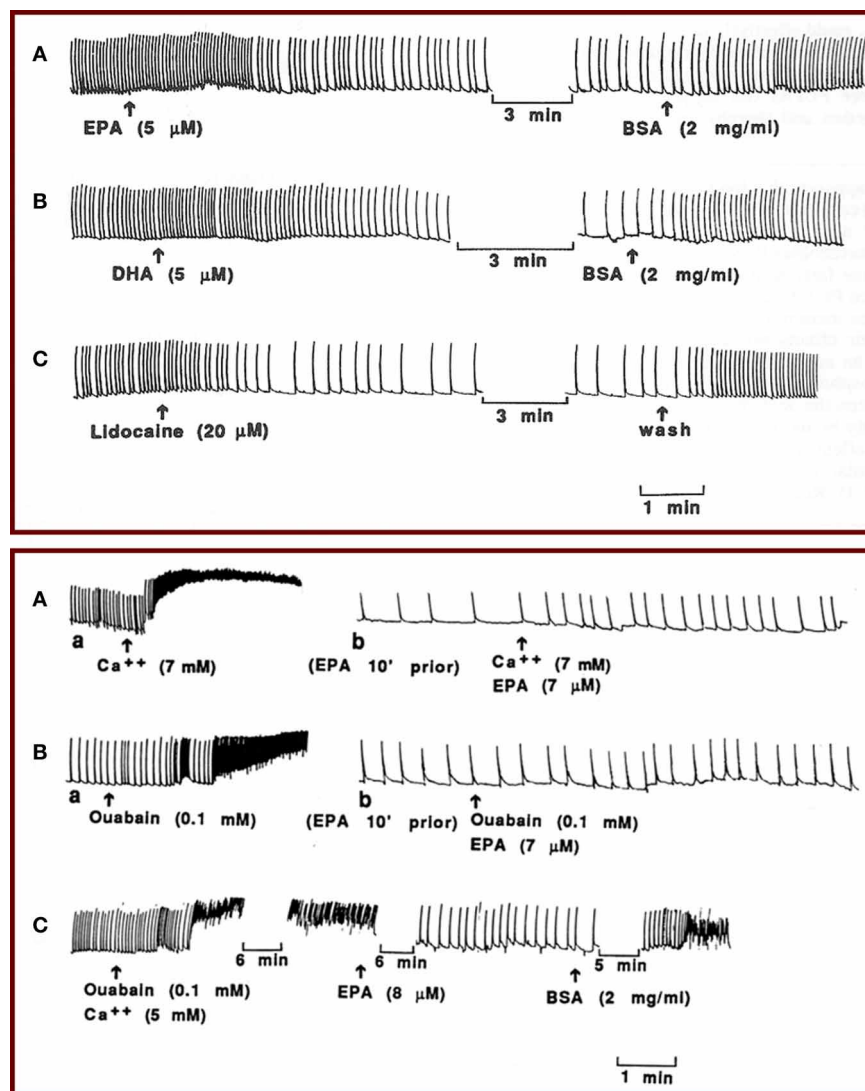 A
3 min
EPA (5 µM)
BSA (2 mg/ml)
B
3 min
DHA (5 µM)
BSA (2 mg/ml)
C
3 min
Lidocaine (20 µM)
wash
1 min
A
a
b
Ca++ (7 mM)
(EPA 10' prior)
Ca++ (7 mM)
EPA (7 µM)
B
a
b
Ouabain (0.1 mM)
(EPA 10' prior)
Ouabain (0.1 mM)
EPA (7 µM)
C
6 min
6 min
5 min
Ouabain (0.1 mM)
Ca++ (5 mM)
EPA (8 µM)
BSA (2 mg/ml)
1 min